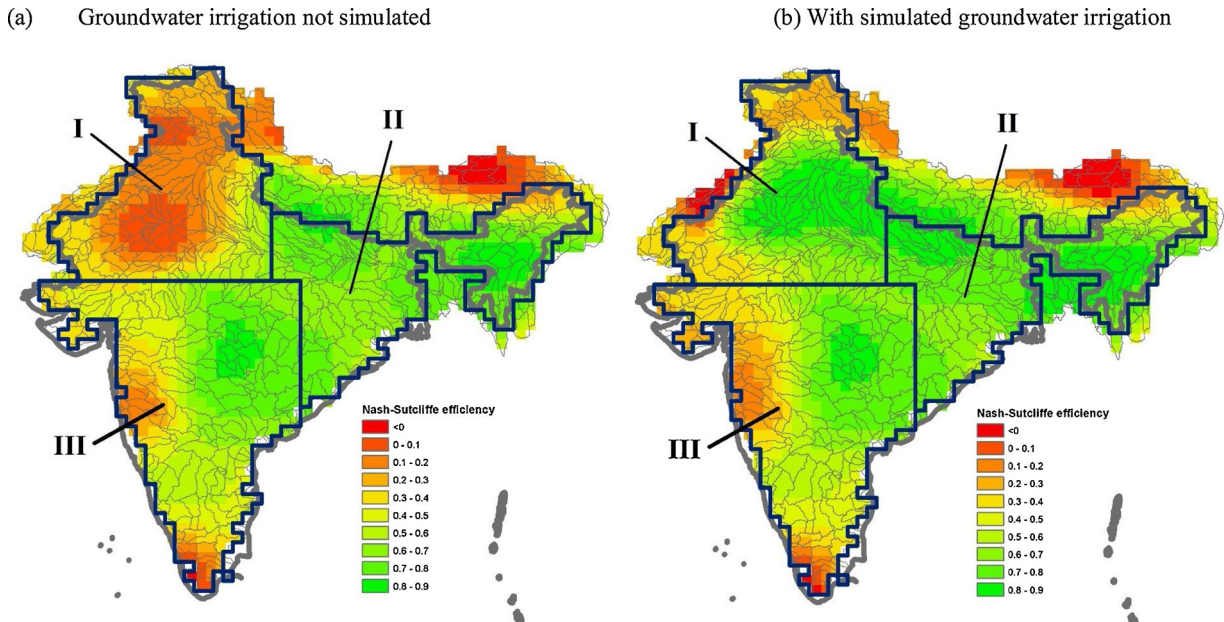 (a) Groundwater irrigation not simulated
(b) With simulated groundwater irrigation
I
II
III
Nash-Sutcliffe efficiency
<0
0 - 0.1
0.1 - 0.2
0.2 - 0.3
0.3 - 0.4
0.4 - 0.5
0.5 - 0.6
0.6 - 0.7
0.7 - 0.8
0.8 - 0.9
I
II
III
Nash-Sutcliffe efficiency
<0
0 - 0.1
0.1 - 0.2
0.2 - 0.3
0.3 - 0.4
0.4 - 0.5
0.5 - 0.6
0.6 - 0.7
0.7 - 0.8
0.8 - 0.9